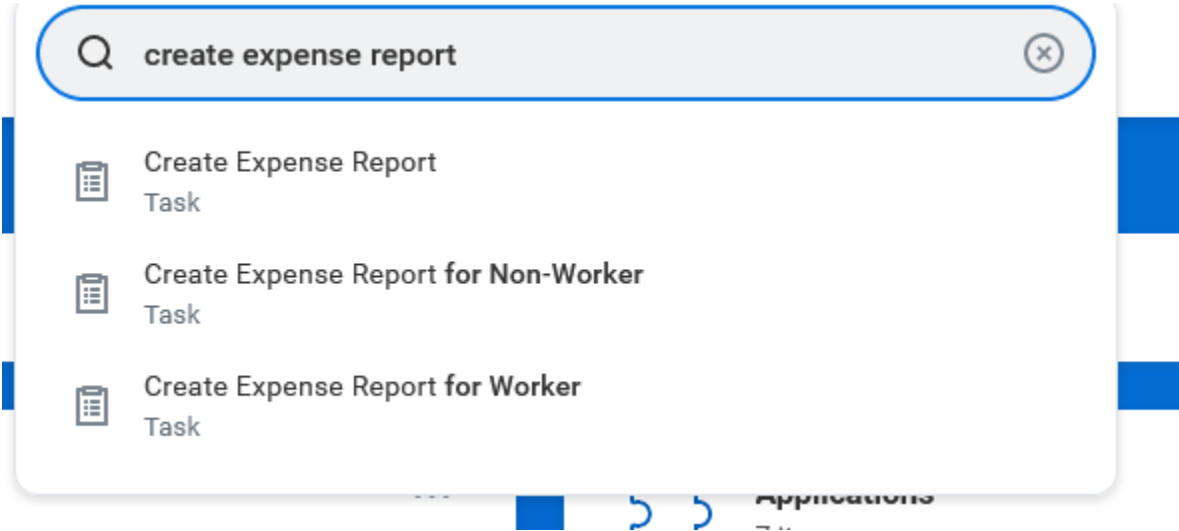 create expense report
Create Expense Report
Task
Create Expense Report for Non-Worker
Task
Create Expense Report for Worker
Task
Applications